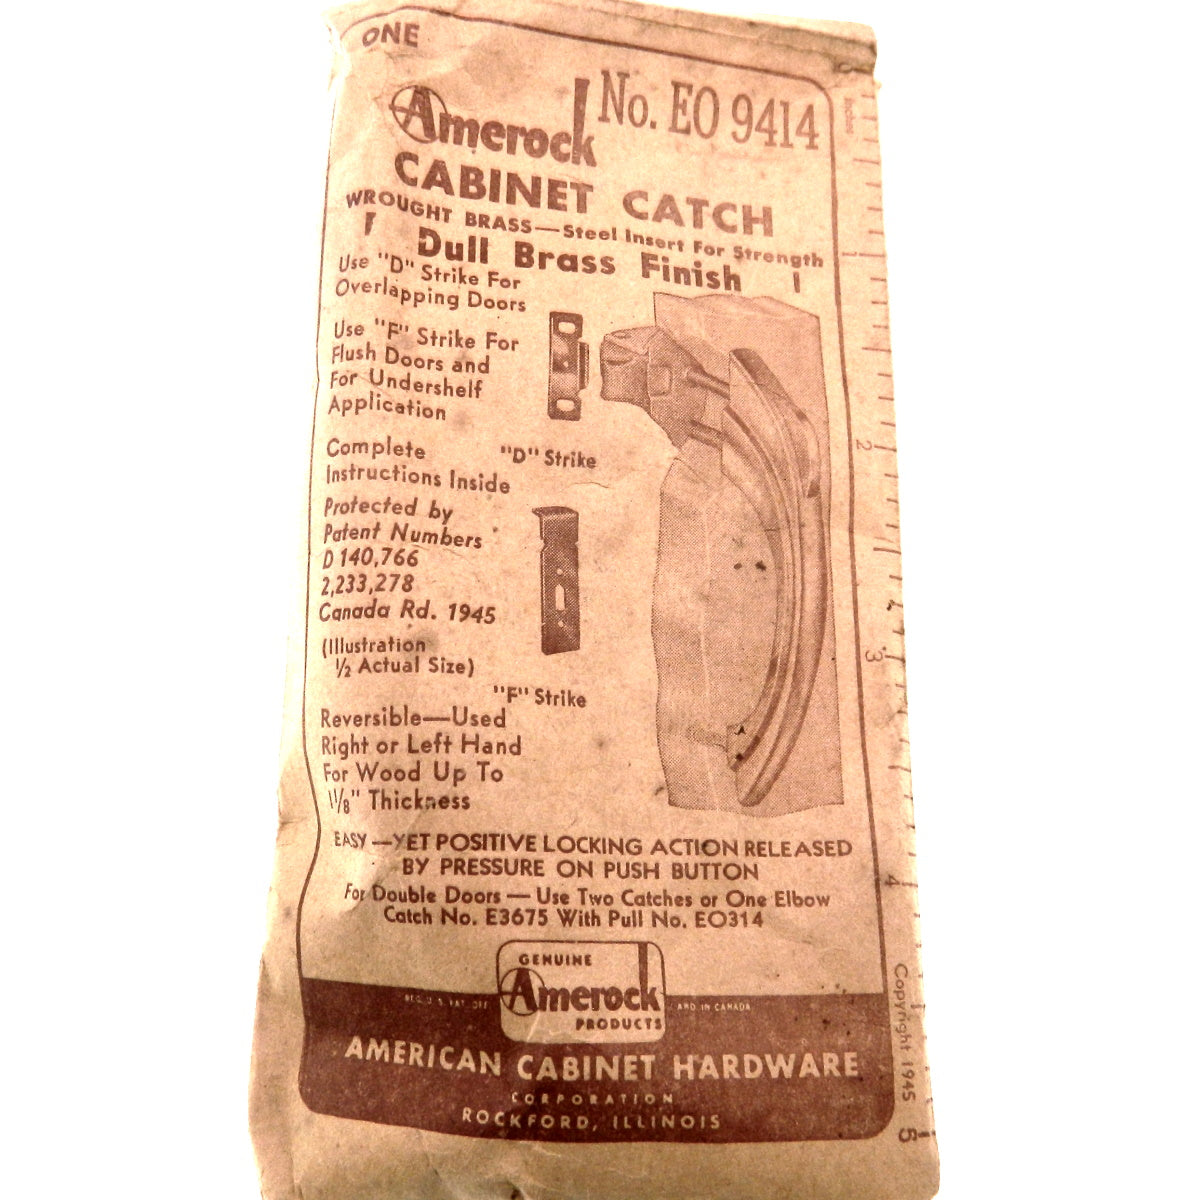 ONE
Amerock No. EO 9414
CABINET CATCH
WROUGHT BRASS—Steel Insert For Strength
Dull Brass Finish
Use "D" Strike For
Overlapping Doors
Use "F" Strike For
Flush Doors and
For Undershelf
Application
"D" Strike
Complete
Instructions Inside
Protected by
Patent Numbers
D 140,766
2,233,278
Canada Rd. 1945
(Illustration
½ Actual Size)
"F" Strike
Reversible—Used
Right or Left Hand
For Wood Up To
1⅛" Thickness
EASY—YET POSITIVE LOCKING ACTION RELEASED
BY PRESSURE ON PUSH BUTTON
For Double Doors — Use Two Catches or One Elbow
Catch No. E3675 With Pull No. EO314
GENUINE
Amerock
PRODUCTS
REG. U. S. PAT. OFF. AND IN CANADA
AMERICAN CABINET HARDWARE
CORPORATION
ROCKFORD, ILLINOIS
1
2
3
4
5
Copyright 1945